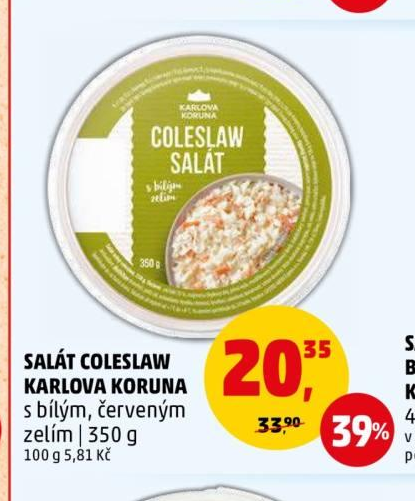 KARLOVA
KORUNA
COLESLAW
SALÁT
s bílým
zelím
350 g
SALÁT COLESLAW
KARLOVA KORUNA
s bílým, červeným
zelím | 350 g
100 g 5,81 Kč
20,35
33,90
39%
S
B
K
4
v
p